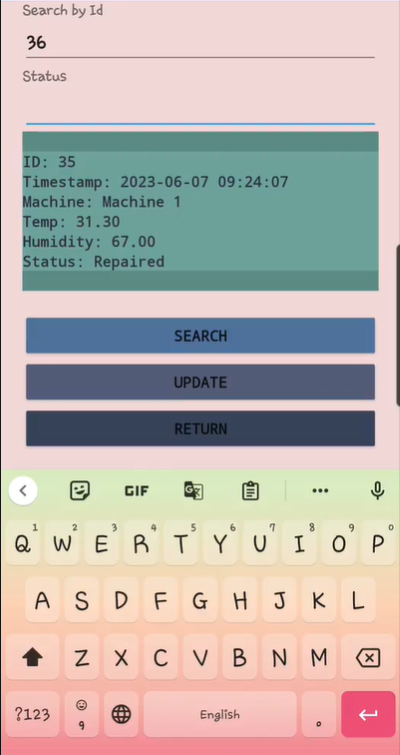 Search by Id
36
Status
ID: 35
Timestamp: 2023-06-07 09:24:07
Machine: Machine 1
Temp: 31.30
Humidity: 67.00
Status: Repaired
SEARCH
UPDATE
RETURN
GIF
1 2 3 4 5 6 7 8 9 0
Q W E R T Y U I O P
A S D F G H J K L
Z X C V B N M
?123 , English .